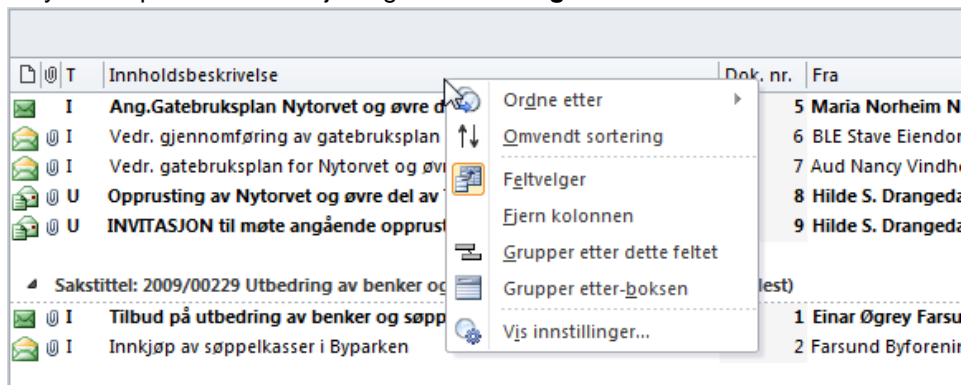 T Innholdsbeskrivelse Dok. nr. Fra
I Ang.Gatebruksplan Nytorvet og øvre d 5 Maria Norheim N
I Vedr. gjennomføring av gatebruksplan 6 BLE Stave Eiendor
I Vedr. gatebruksplan for Nytorvet og øvr 7 Aud Nancy Vindh
U Opprusting av Nytorvet og øvre del av 8 Hilde S. Drangeda
U INVITASJON til møte angående opprust 9 Hilde S. Drangeda
Sakstittel: 2009/00229 Utbedring av benker og lest)
I Tilbud på utbedring av benker og søpp 1 Einar Øgrey Farsu
I Innkjøp av søppelkasser i Byparken 2 Farsund Byforenin
Ordne etter
Omvendt sortering
Feltvelger
Fjern kolonnen
Grupper etter dette feltet
Grupper etter-boksen
Vis innstillinger...